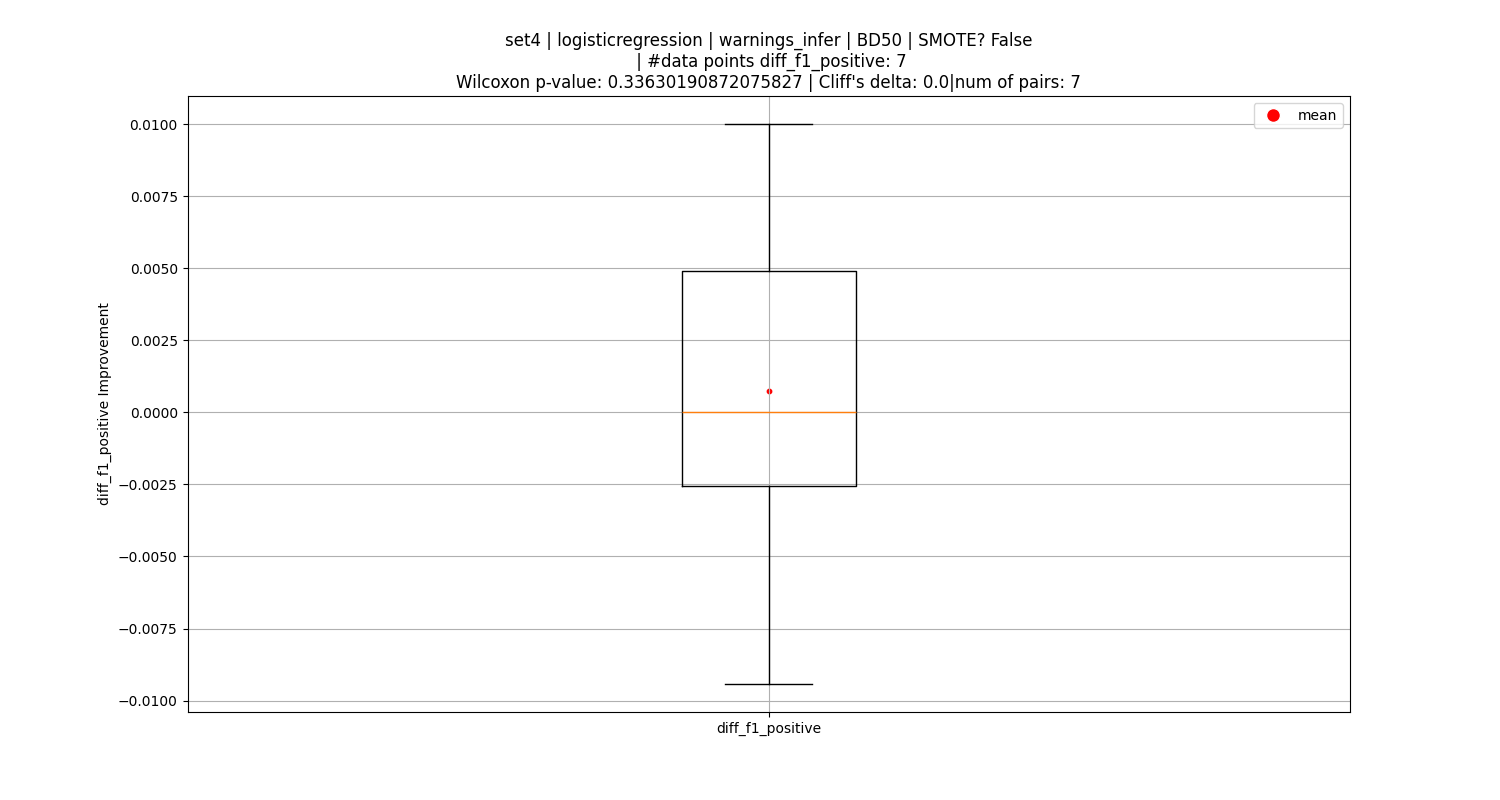 set4 | logisticregression | warnings_infer | BD50 | SMOTE? False
| #data points diff_f1_positive: 7
Wilcoxon p-value: 0.33630190872075827 | Cliff's delta: 0.0|num of pairs: 7
mean
0.0100
0.0075
0.0050
0.0025
0.0000
−0.0025
−0.0050
−0.0075
−0.0100
diff_f1_positive Improvement
diff_f1_positive